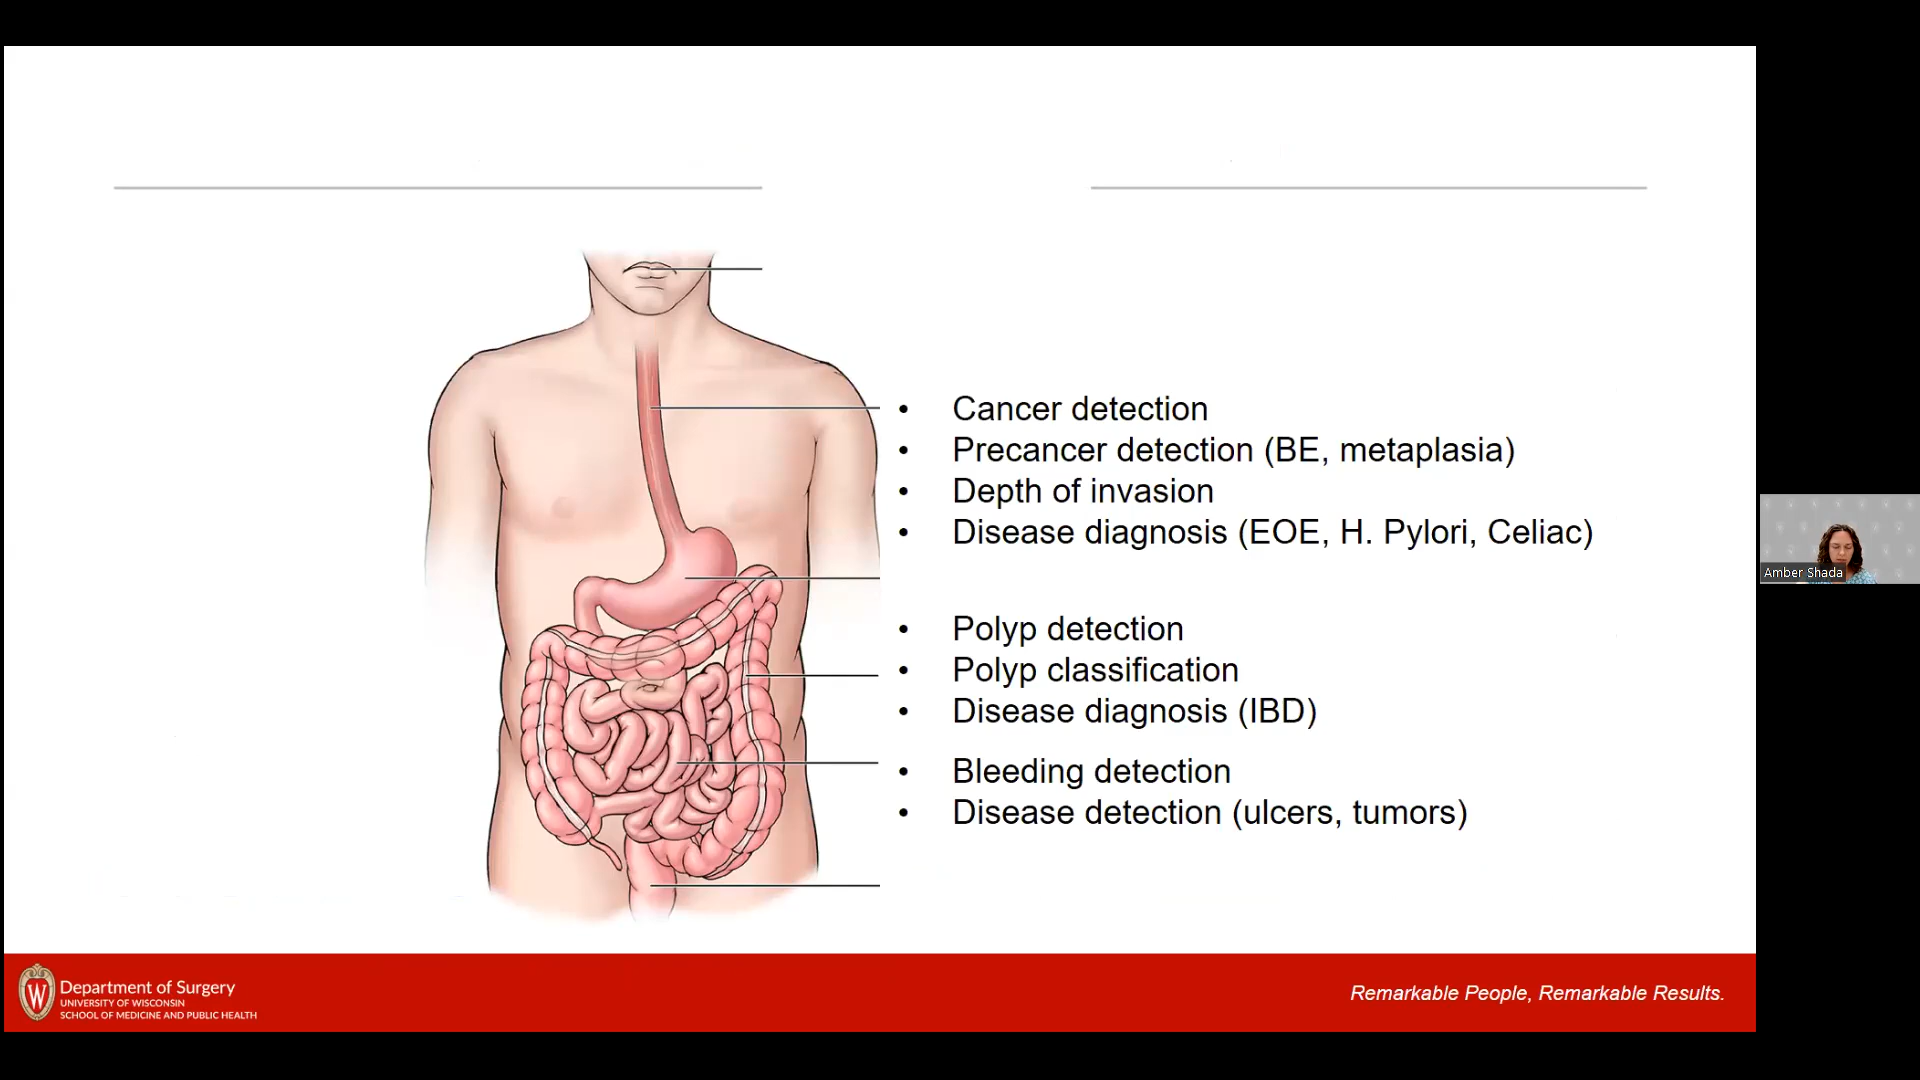 • Cancer detection
• Precancer detection (BE, metaplasia)
• Depth of invasion
• Disease diagnosis (EOE, H. Pylori, Celiac)
• Polyp detection
• Polyp classification
• Disease diagnosis (IBD)
• Bleeding detection
• Disease detection (ulcers, tumors)
Amber Shada
W
Department of Surgery
UNIVERSITY OF WISCONSIN
SCHOOL OF MEDICINE AND PUBLIC HEALTH
Remarkable People, Remarkable Results.